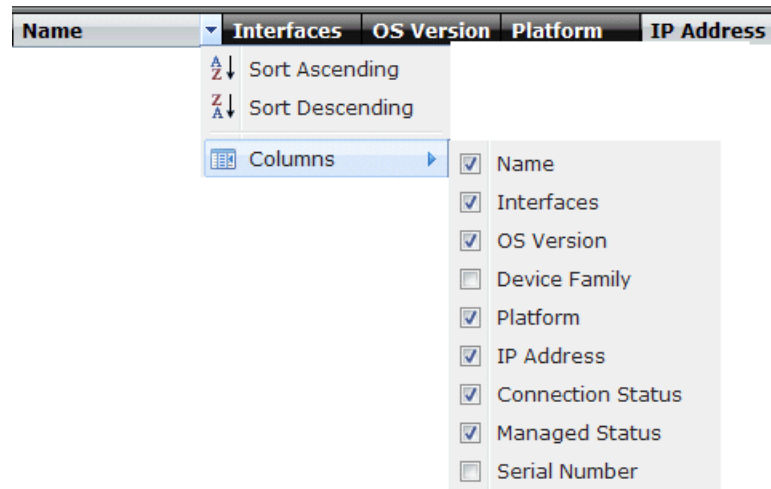 Name Interfaces OS Version Platform IP Address
A Z Sort Ascending
Z A Sort Descending
Columns
Name
Interfaces
OS Version
Device Family
Platform
IP Address
Connection Status
Managed Status
Serial Number